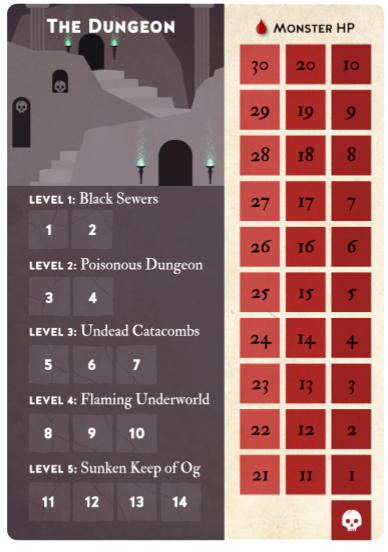 THE DUNGEON
LEVEL 1: Black Sewers
1 2
LEVEL 2: Poisonous Dungeon
3 4
LEVEL 3: Undead Catacombs
5 6 7
LEVEL 4: Flaming Underworld
8 9 10
LEVEL 5: Sunken Keep of Og
11 12 13 14
MONSTER HP
30 20 10
29 19 9
28 18 8
27 17 7
26 16 6
25 15 5
24 14 4
23 13 3
22 12 2
21 11 1